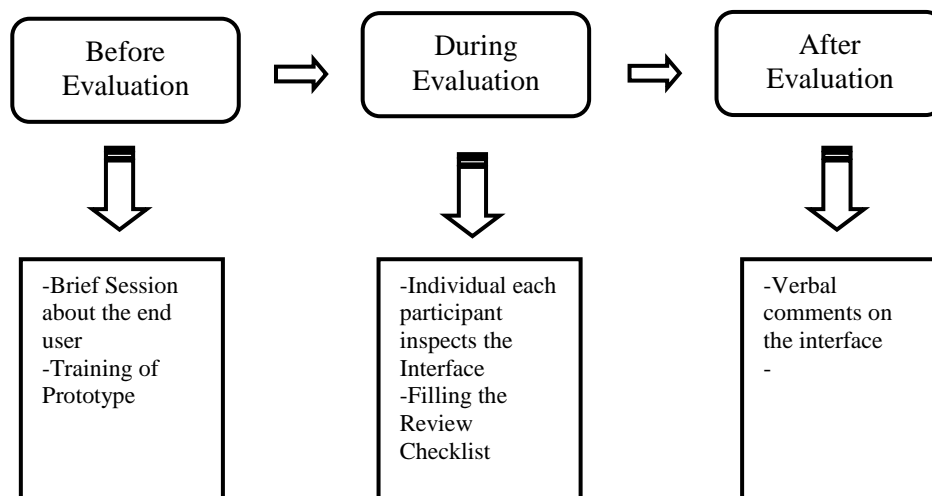 Before
Evaluation
During
Evaluation
After
Evaluation
-Brief Session
about the end
user
-Training of
Prototype
-Individual each
participant
inspects the
Interface
-Filling the
Review
Checklist
-Verbal
comments on
the interface
-